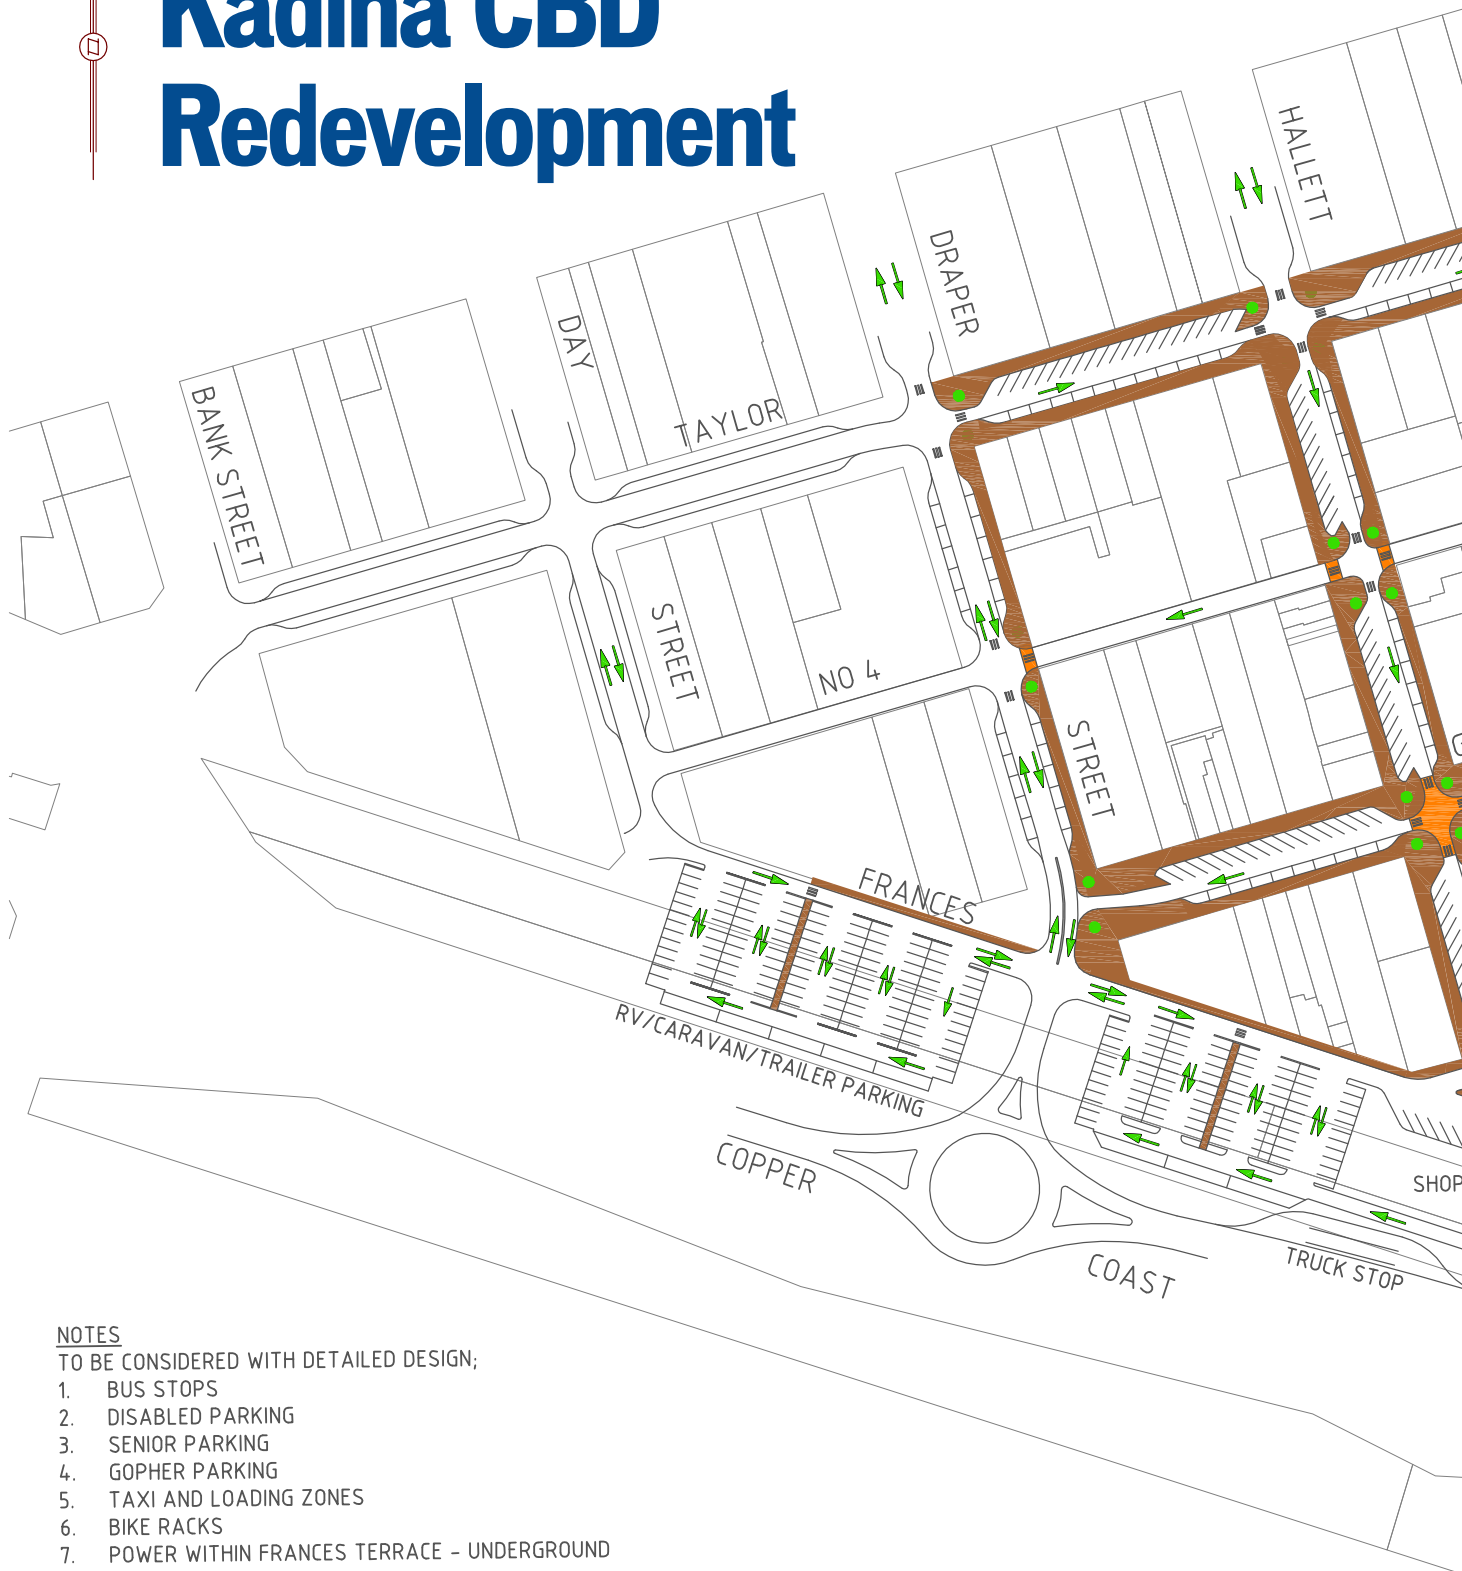 Kadina CBD
Redevelopment
HALLETT
DRAPER
DAY
BANK STREET
TAYLOR
STREET
NO 4
STREET
FRANCES
RV/CARAVAN/TRAILER PARKING
COPPER
COAST
SHOP
TRUCK STOP
NOTES
TO BE CONSIDERED WITH DETAILED DESIGN;
1. BUS STOPS
2. DISABLED PARKING
3. SENIOR PARKING
4. GOPHER PARKING
5. TAXI AND LOADING ZONES
6. BIKE RACKS
7. POWER WITHIN FRANCES TERRACE - UNDERGROUND